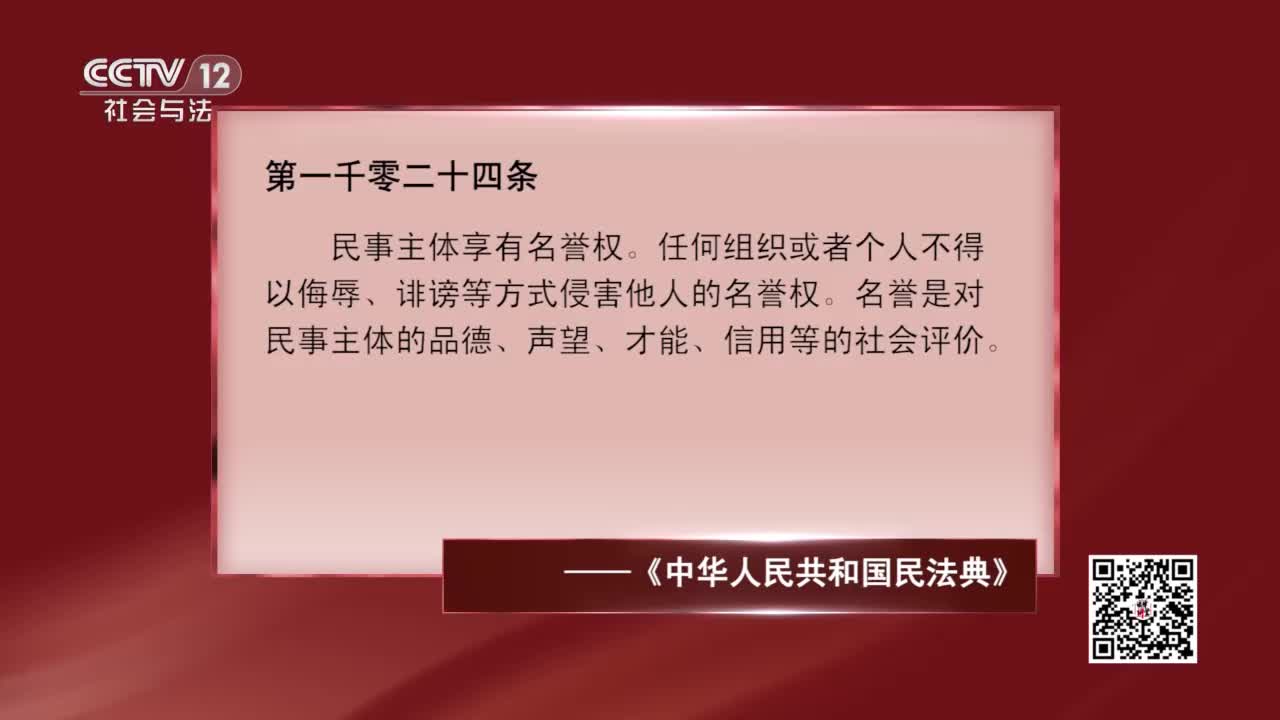 CCTV 12
社会与法
第一千零二十四条
民事主体享有名誉权。任何组织或者个人不得
以侮辱、诽谤等方式侵害他人的名誉权。名誉是对
民事主体的品德、声望、才能、信用等的社会评价。
——《中华人民共和国民法典》